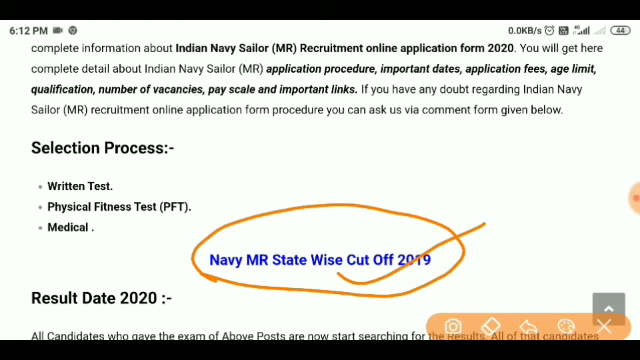 6:12 PM
0.0KB/s 44
complete information about Indian Navy Sailor (MR) Recruitment online application form 2020. You will get here
complete detail about Indian Navy Sailor (MR) application procedure, important dates, application fees, age limit,
qualification, number of vacancies, pay scale and important links. If you have any doubt regarding Indian Navy
Sailor (MR) recruitment online application form procedure you can ask us via comment form given below.
Selection Process:-
• Written Test.
• Physical Fitness Test (PFT).
• Medical .
Navy MR State Wise Cut Off 2019
Result Date 2020 :-
All Candidates who gave the exam of Above Posts are now start searching for the Results. All of that candidates